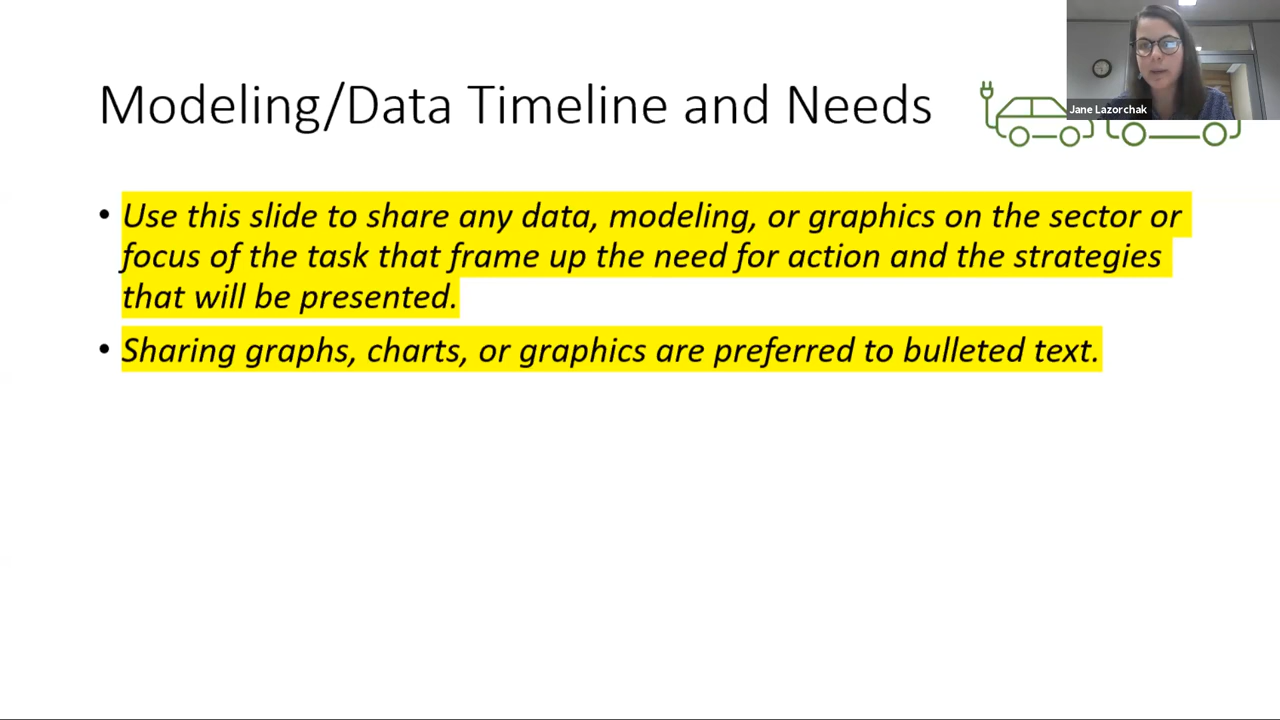 Modeling/Data Timeline and Needs
Jane Lazorchak
• Use this slide to share any data, modeling, or graphics on the sector or
focus of the task that frame up the need for action and the strategies
that will be presented.
• Sharing graphs, charts, or graphics are preferred to bulleted text.